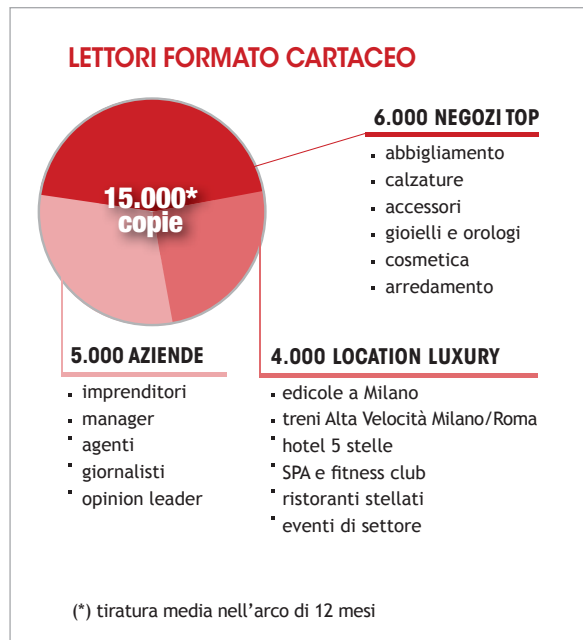 LETTORI FORMATO CARTACEO
15.000*
copie
6.000 NEGOZI TOP
abbigliamento
calzature
accessori
gioielli e orologi
cosmetica
arredamento
5.000 AZIENDE
imprenditori
manager
agenti
giornalisti
opinion leader
4.000 LOCATION LUXURY
edicole a Milano
treni Alta Velocità Milano/Roma
hotel 5 stelle
SPA e fitness club
ristoranti stellati
eventi di settore
(*) tiratura media nell'arco di 12 mesi